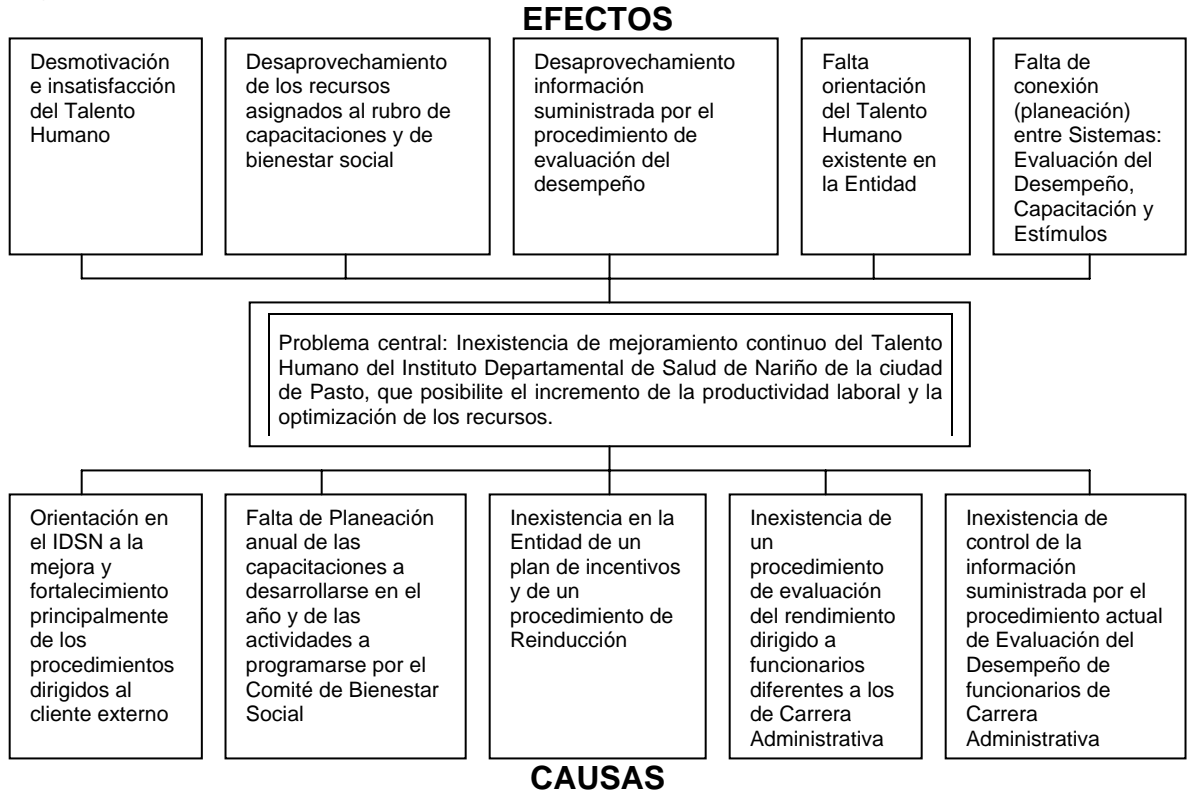 EFECTOS
Desmotivación
e insatisfacción
del Talento
Humano
Desaprovechamiento
de los recursos
asignados al rubro de
capacitaciones y de
bienestar social
Desaprovechamiento
información
suministrada por el
procedimiento de
evaluación del
desempeño
Falta
orientación
del Talento
Humano
existente en
la Entidad
Falta de
conexión
(planeación)
entre Sistemas:
Evaluación del
Desempeño,
Capacitación y
Estímulos
Problema central: Inexistencia de mejoramiento continuo del Talento
Humano del Instituto Departamental de Salud de Nariño de la ciudad
de Pasto, que posibilite el incremento de la productividad laboral y la
optimización de los recursos.
Orientación en
el IDSN a la
mejora y
fortalecimiento
principalmente
de los
procedimientos
dirigidos al
cliente externo
Falta de Planeación
anual de las
capacitaciones a
desarrollarse en el
año y de las
actividades a
programarse por el
Comité de Bienestar
Social
Inexistencia en la
Entidad de un
plan de incentivos
y de un
procedimiento de
Reinducción
Inexistencia de
un
procedimiento
de evaluación
del rendimiento
dirigido a
funcionarios
diferentes a los
de Carrera
Administrativa
Inexistencia de
control de la
información
suministrada por el
procedimiento actual
de Evaluación del
Desempeño de
funcionarios de
Carrera
Administrativa
CAUSAS